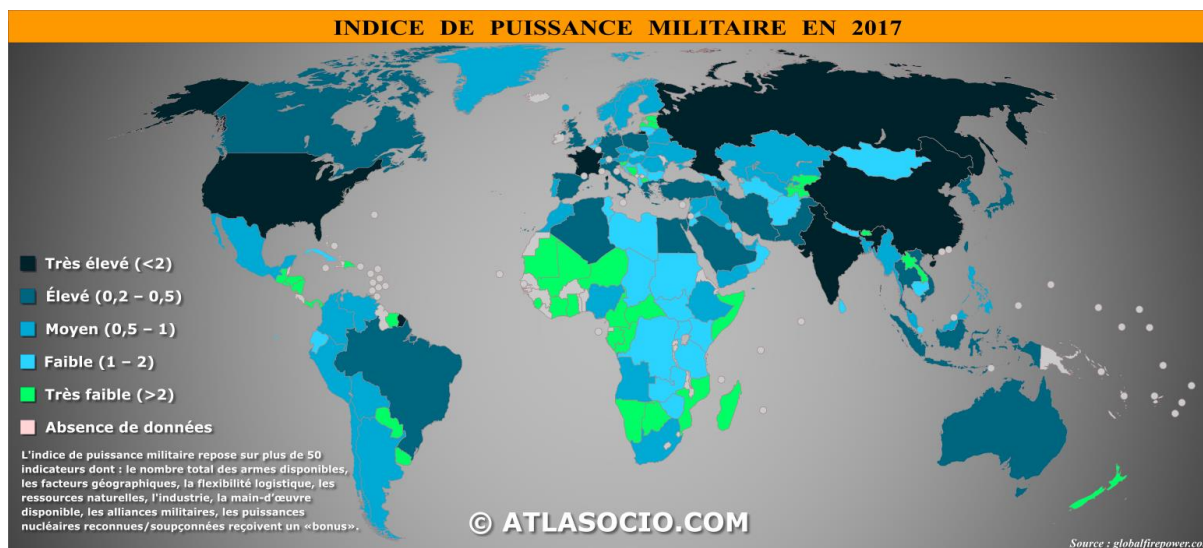 INDICE DE PUISSANCE MILITAIRE EN 2017
Très élevé (<2)
Élevé (0,2 – 0,5)
Moyen (0,5 – 1)
Faible (1 – 2)
Très faible (>2)
Absence de données
L'indice de puissance militaire repose sur plus de 50
indicateurs dont : le nombre total des armes disponibles,
les facteurs géographiques, la flexibilité logistique, les
ressources naturelles, l'industrie, la main-d'œuvre
disponible, les alliances militaires, les puissances
nucléaires reconnues/soupçonnées reçoivent un «bonus».
© ATLASOCIO.COM
Source : globalfirepower.co